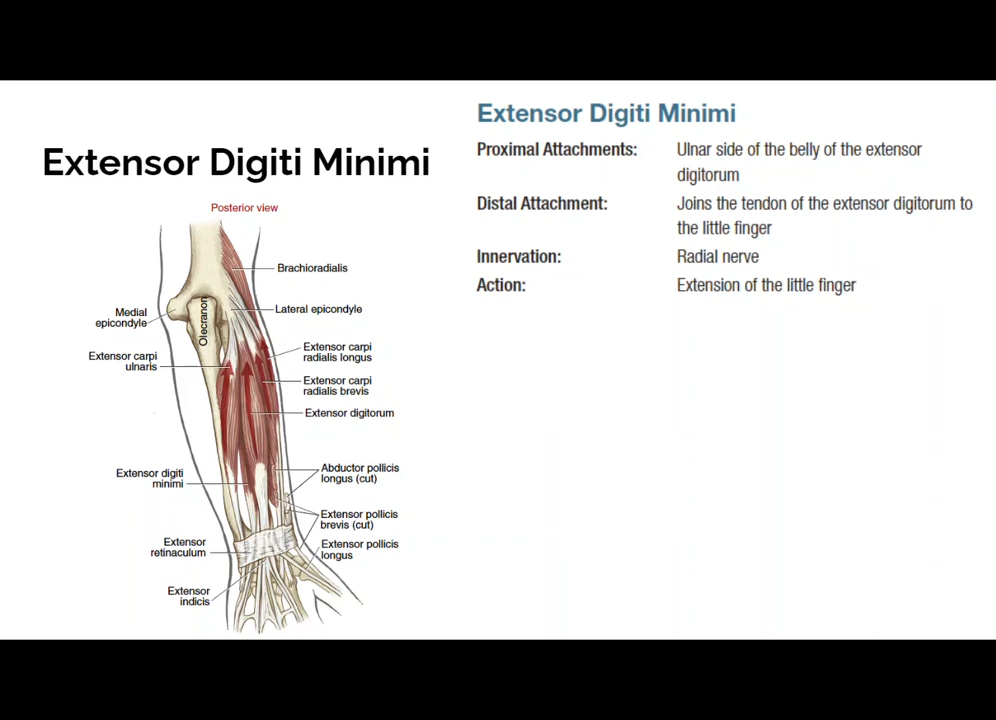 Extensor Digiti Minimi
Posterior view
Brachioradialis
Lateral epicondyle
Olecranon
Medial
epicondyle
Extensor carpi
ulnaris
Extensor carpi
radialis longus
Extensor carpi
radialis brevis
Extensor digitorum
Extensor digiti
minimi
Abductor pollicis
longus (cut)
Extensor pollicis
brevis (cut)
Extensor
retinaculum
Extensor pollicis
longus
Extensor
indicis
Extensor Digiti Minimi
Proximal Attachments: Ulnar side of the belly of the extensor
digitorum
Distal Attachment: Joins the tendon of the extensor digitorum to
the little finger
Innervation: Radial nerve
Action: Extension of the little finger